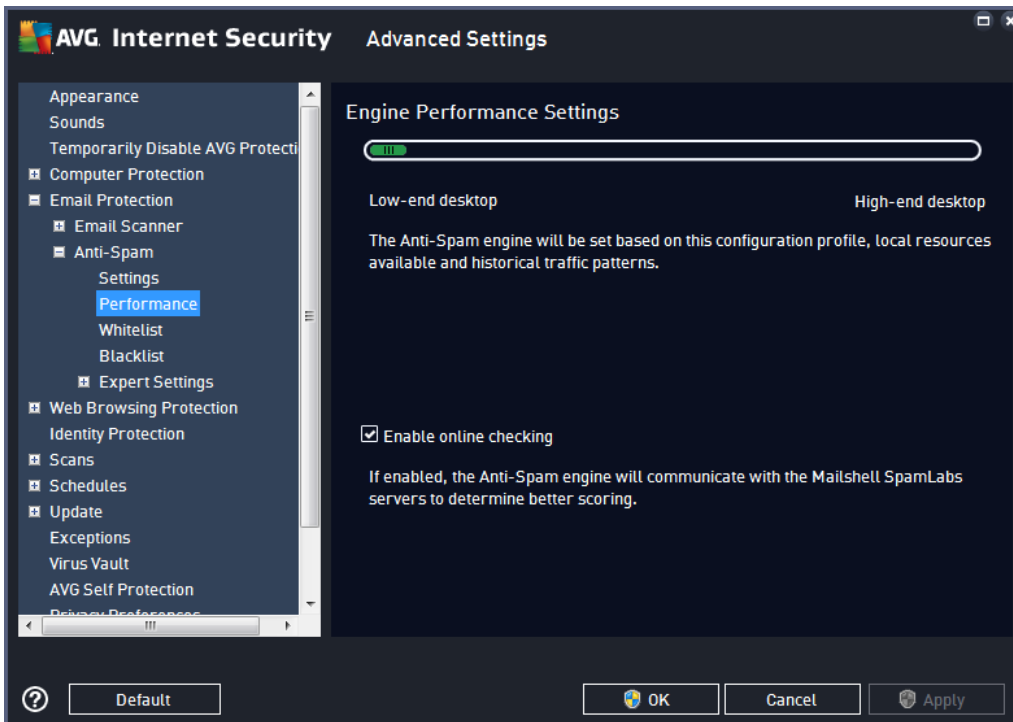 AVG. Internet Security Advanced Settings
Appearance
Sounds
Temporarily Disable AVG Protecti
Computer Protection
Email Protection
Email Scanner
Anti-Spam
Settings
Performance
Whitelist
Blacklist
Expert Settings
Web Browsing Protection
Identity Protection
Scans
Schedules
Update
Exceptions
Virus Vault
AVG Self Protection
Privacy Preferences
Engine Performance Settings
Low-end desktop High-end desktop
The Anti-Spam engine will be set based on this configuration profile, local resources
available and historical traffic patterns.
Enable online checking
If enabled, the Anti-Spam engine will communicate with the Mailshell SpamLabs
servers to determine better scoring.
? Default OK Cancel Apply